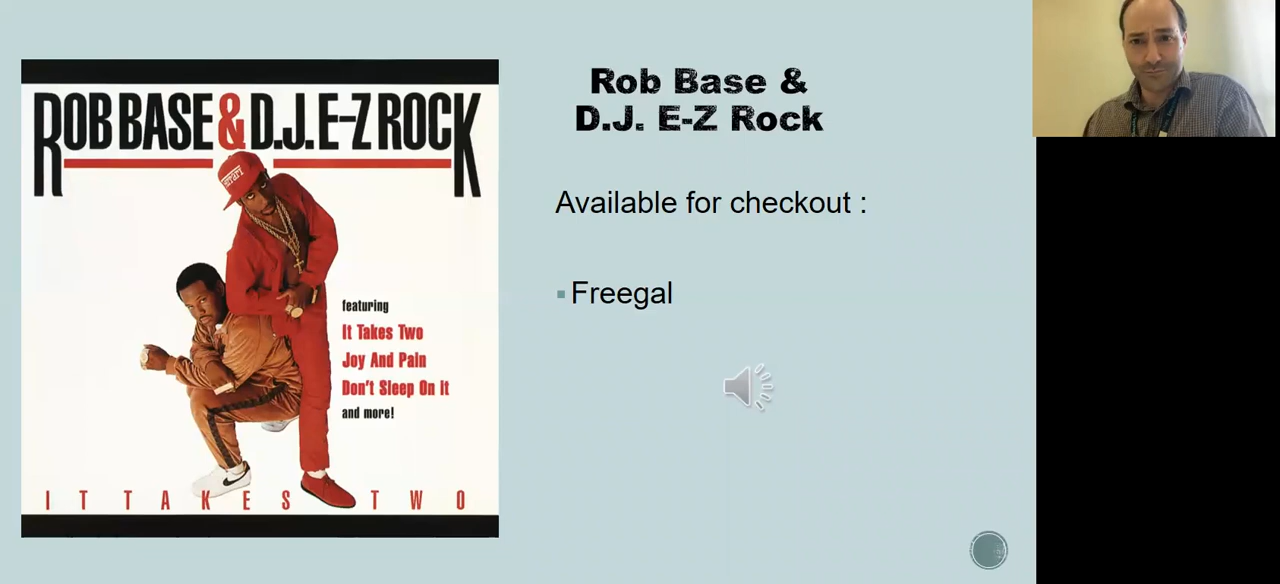 ROB BASE & D.J. E-Z ROCK
Ferrari
featuring
It Takes Two
Joy And Pain
Don't Sleep On It
and more!
IT TAKES TWO
Rob Base &
D.J. E-Z Rock
Available for checkout :
Freegal